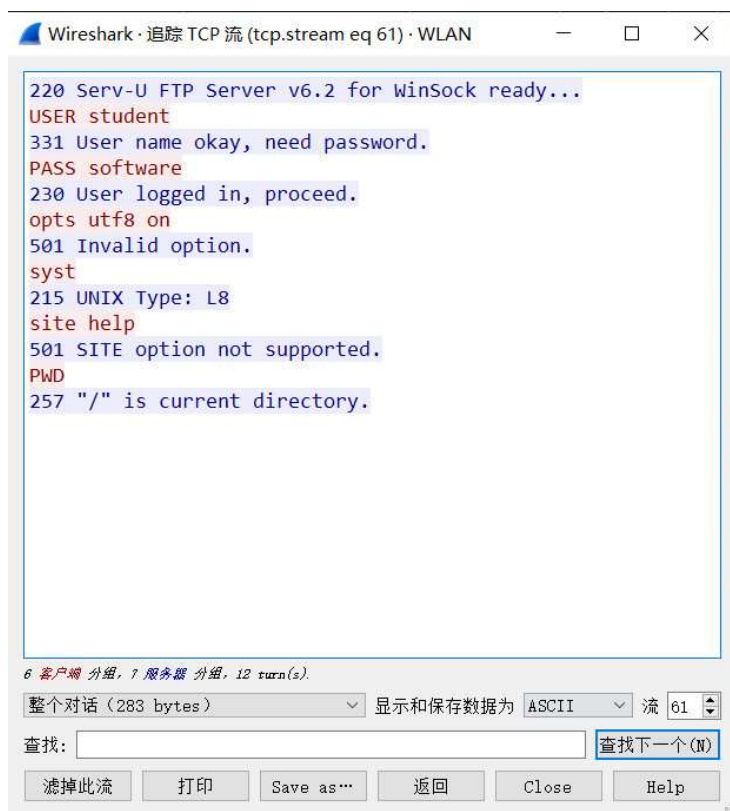 Wireshark · 追踪 TCP 流 (tcp.stream eq 61) · WLAN
220 Serv-U FTP Server v6.2 for WinSock ready...
USER student
331 User name okay, need password.
PASS software
230 User logged in, proceed.
opts utf8 on
501 Invalid option.
syst
215 UNIX Type: L8
site help
501 SITE option not supported.
PWD
257 "/" is current directory.
6 客户端 分组, 7 服务器 分组, 12 turn(s).
整个对话 (283 bytes) 显示和保存数据为 ASCII 流 61
查找: 查找下一个(N)
滤掉此流 打印 Save as… 返回 Close Help